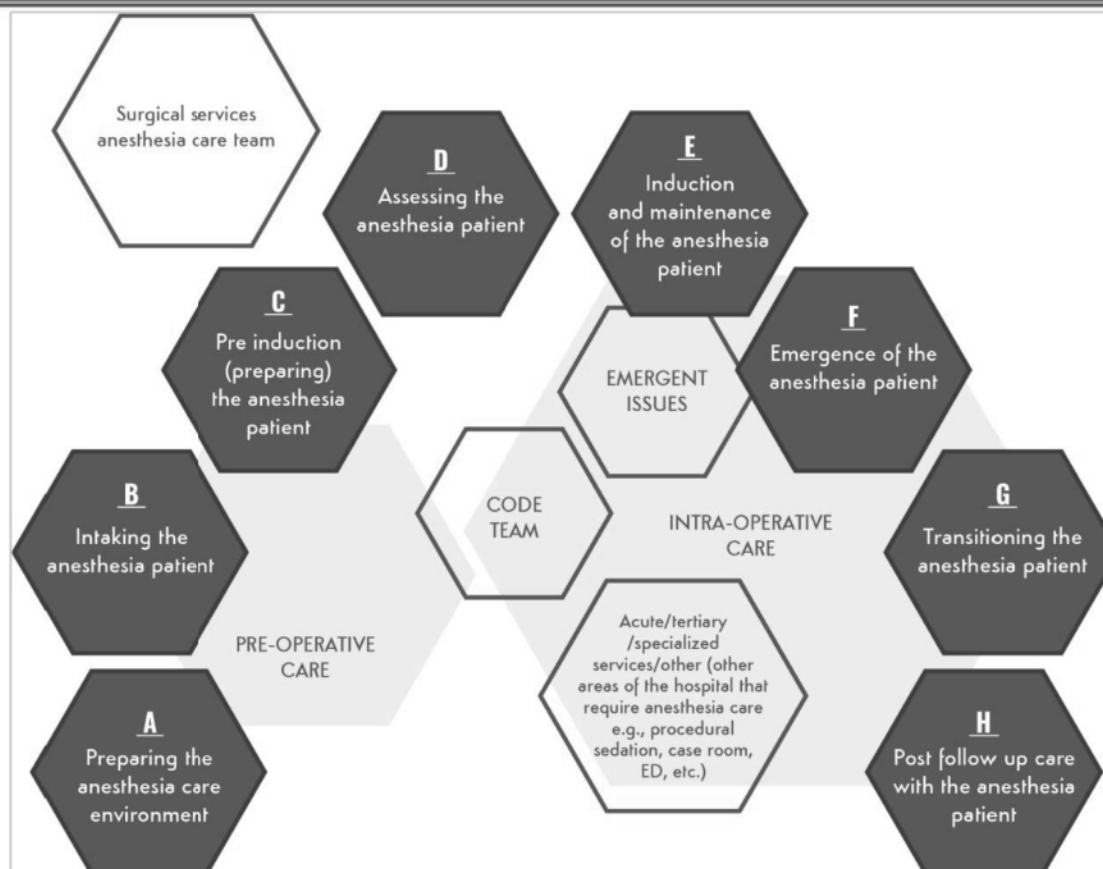 Surgical services
anesthesia care team
D
Assessing the
anesthesia patient
E
Induction
and maintenance
of the anesthesia
patient
C
Pre induction
(preparing)
the anesthesia
patient
F
Emergence of the
anesthesia patient
EMERGENT
ISSUES
B
Intaking the
anesthesia patient
CODE
TEAM
INTRA-OPERATIVE
CARE
G
Transitioning the
anesthesia patient
PRE-OPERATIVE
CARE
Acute/tertiary
/specialized
services/other (other
areas of the hospital that
require anesthesia care
e.g., procedural
sedation, case room,
ED, etc.)
A
Preparing the
anesthesia care
environment
H
Post follow up care
with the anesthesia
patient